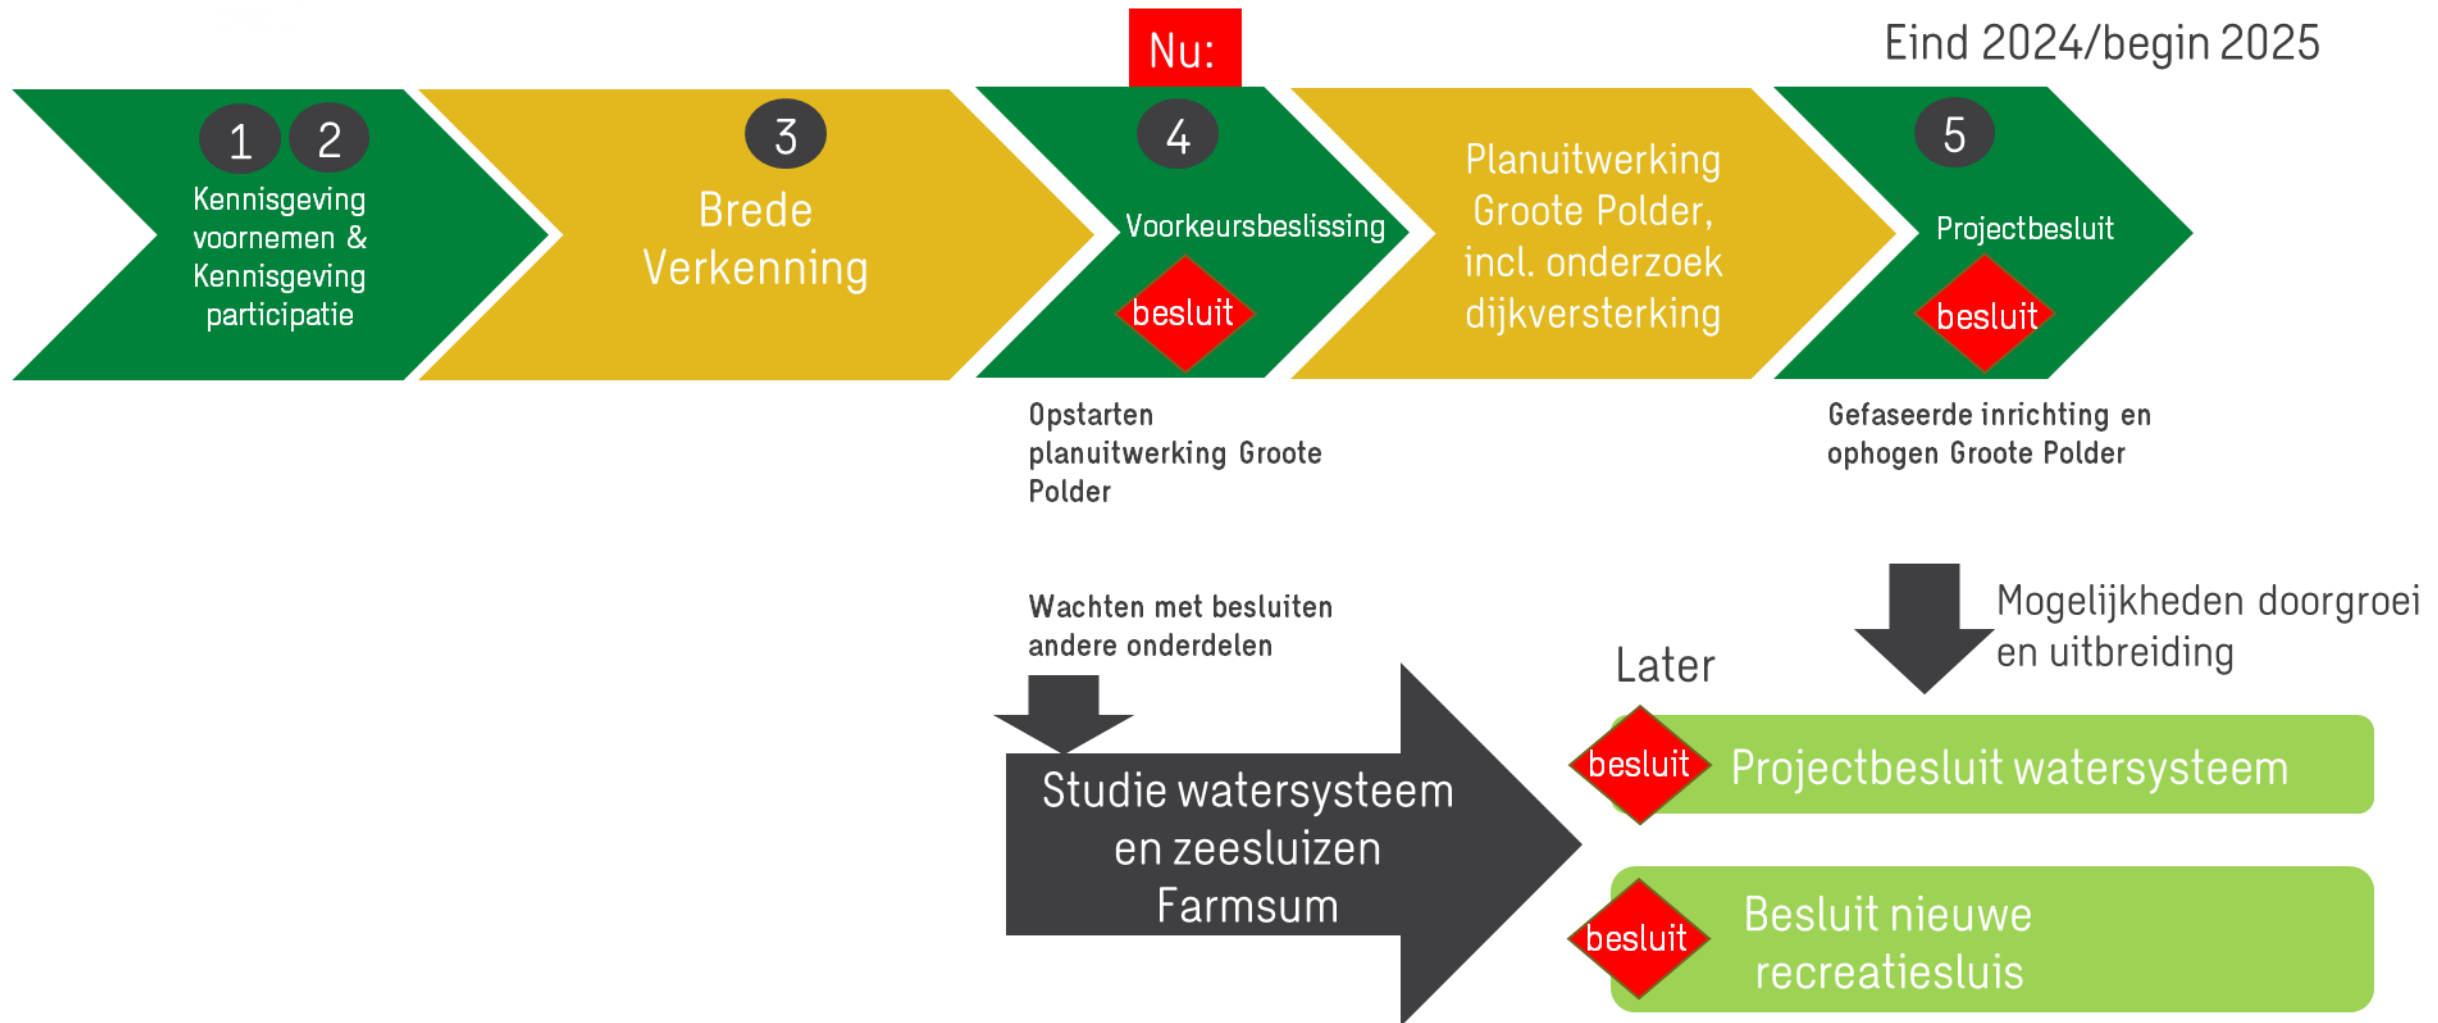 Nu:
Eind 2024/begin 2025
1 2
Kennisgeving
voornemen &
Kennisgeving
participatie
3
Brede
Verkenning
4
Voorkeursbeslissing
besluit
Planuitwerking
Groote Polder,
incl. onderzoek
dijkversterking
5
Projectbesluit
besluit
Opstarten
planuitwerking Groote
Polder
Gefaseerde inrichting en
ophogen Groote Polder
Wachten met besluiten
andere onderdelen
Mogelijkheden doorgroei
en uitbreiding
Later
Studie watersysteem
en zeesluizen
Farmsum
besluit
Projectbesluit watersysteem
besluit
Besluit nieuwe
recreatiesluis